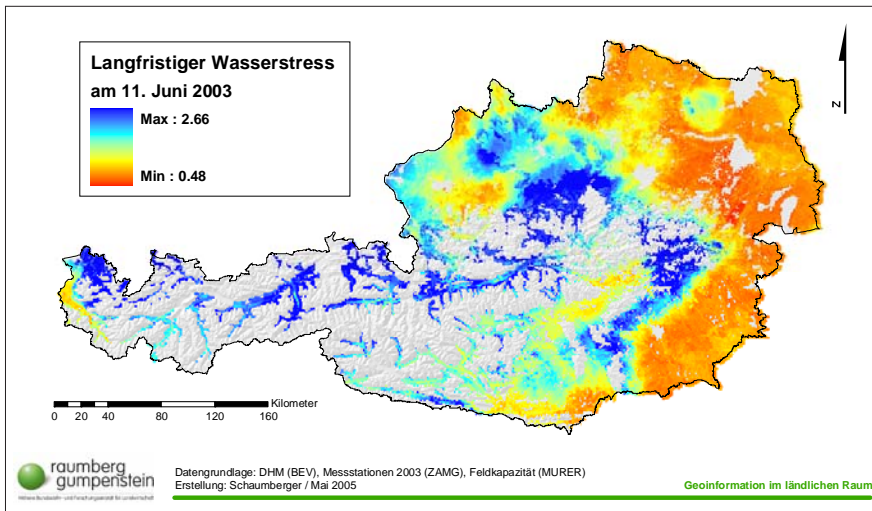 Langfristiger Wasserstress
am 11. Juni 2003
Max : 2.66
Min : 0.48
N
Kilometer
0 20 40 80 120 160
raumberg
gumpenstein
Datengrundlage: DHM (BEV), Messstationen 2003 (ZAMG), Feldkapazität (MURER)
Erstellung: Schaumberger / Mai 2005
Geoinformation im ländlichen Raum